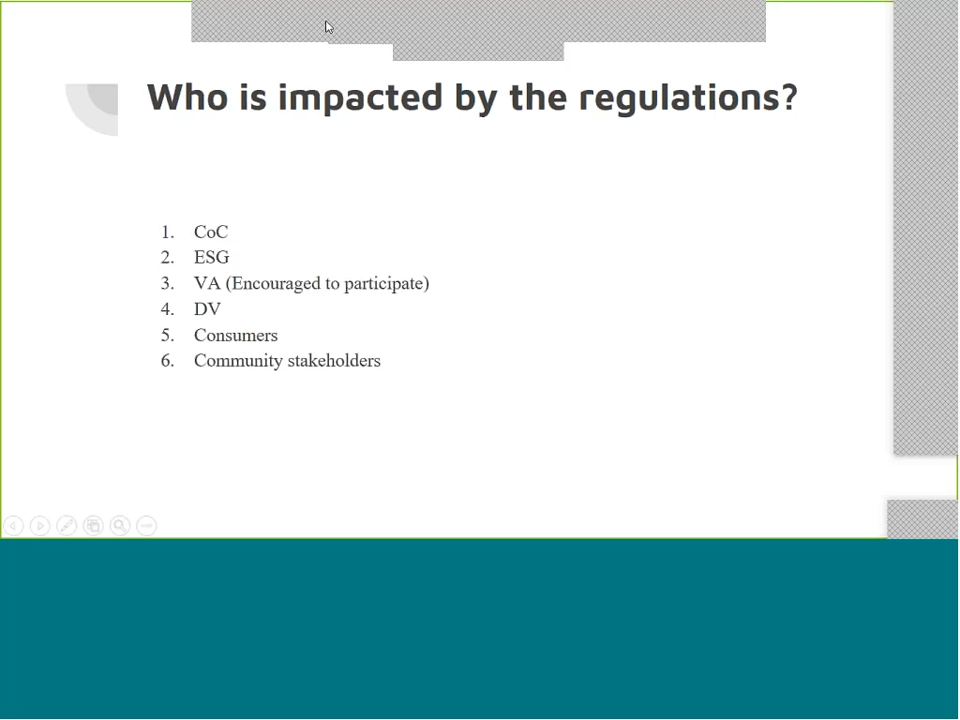 Who is impacted by the regulations?
1. CoC
2. ESG
3. VA (Encouraged to participate)
4. DV
5. Consumers
6. Community stakeholders